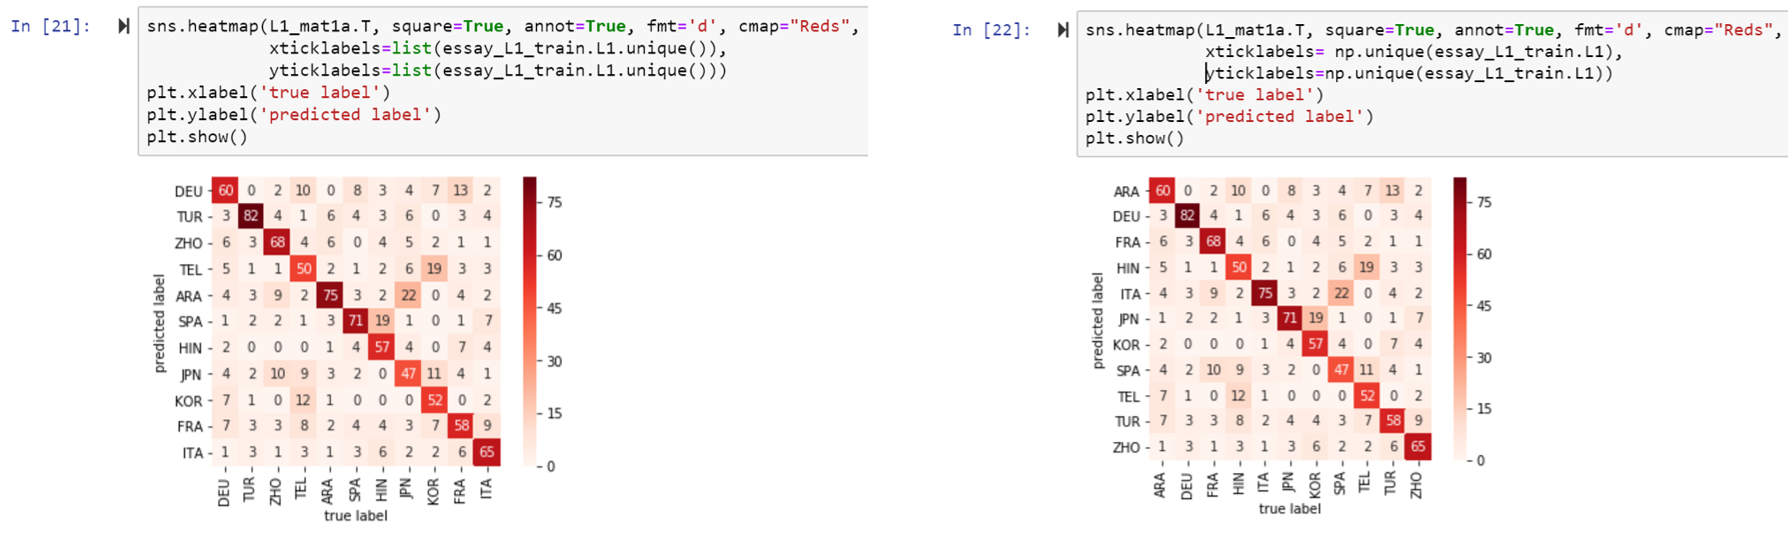 In [21]:
sns.heatmap(L1_mat1a.T, square=True, annot=True, fmt='d', cmap="Reds",
xticklabels=list(essay_L1_train.L1.unique()),
yticklabels=list(essay_L1_train.L1.unique()))
plt.xlabel('true label')
plt.ylabel('predicted label')
plt.show()
predicted label
DEU 60 0 2 10 0 8 3 4 7 13 2
TUR 3 82 4 1 6 4 3 6 0 3 4
ZHO 6 3 68 4 6 0 4 5 2 1 1
TEL 5 1 1 50 2 1 2 6 19 3 3
ARA 4 3 9 2 75 3 2 22 0 4 2
SPA 1 2 2 1 3 71 19 1 0 1 7
HIN 2 0 0 0 1 4 57 4 0 7 4
JPN 4 2 10 9 3 2 0 47 11 4 1
KOR 7 1 0 12 1 0 0 0 52 0 2
FRA 7 3 3 8 2 4 4 3 7 58 9
ITA 1 3 1 3 1 3 6 2 2 6 65
DEU TUR ZHO TEL ARA SPA HIN JPN KOR FRA ITA
true label
75
60
45
30
15
0
In [22]:
sns.heatmap(L1_mat1a.T, square=True, annot=True, fmt='d', cmap="Reds",
xticklabels= np.unique(essay_L1_train.L1),
yticklabels=np.unique(essay_L1_train.L1))
plt.xlabel('true label')
plt.ylabel('predicted label')
plt.show()
predicted label
ARA 60 0 2 10 0 8 3 4 7 13 2
DEU 3 82 4 1 6 4 3 6 0 3 4
FRA 6 3 68 4 6 0 4 5 2 1 1
HIN 5 1 1 50 2 1 2 6 19 3 3
ITA 4 3 9 2 75 3 2 22 0 4 2
JPN 1 2 2 1 3 71 19 1 0 1 7
KOR 2 0 0 0 1 4 57 4 0 7 4
SPA 4 2 10 9 3 2 0 47 11 4 1
TEL 7 1 0 12 1 0 0 0 52 0 2
TUR 7 3 3 8 2 4 4 3 7 58 9
ZHO 1 3 1 3 1 3 6 2 2 6 65
ARA DEU FRA HIN ITA JPN KOR SPA TEL TUR ZHO
true label
75
60
45
30
15
0